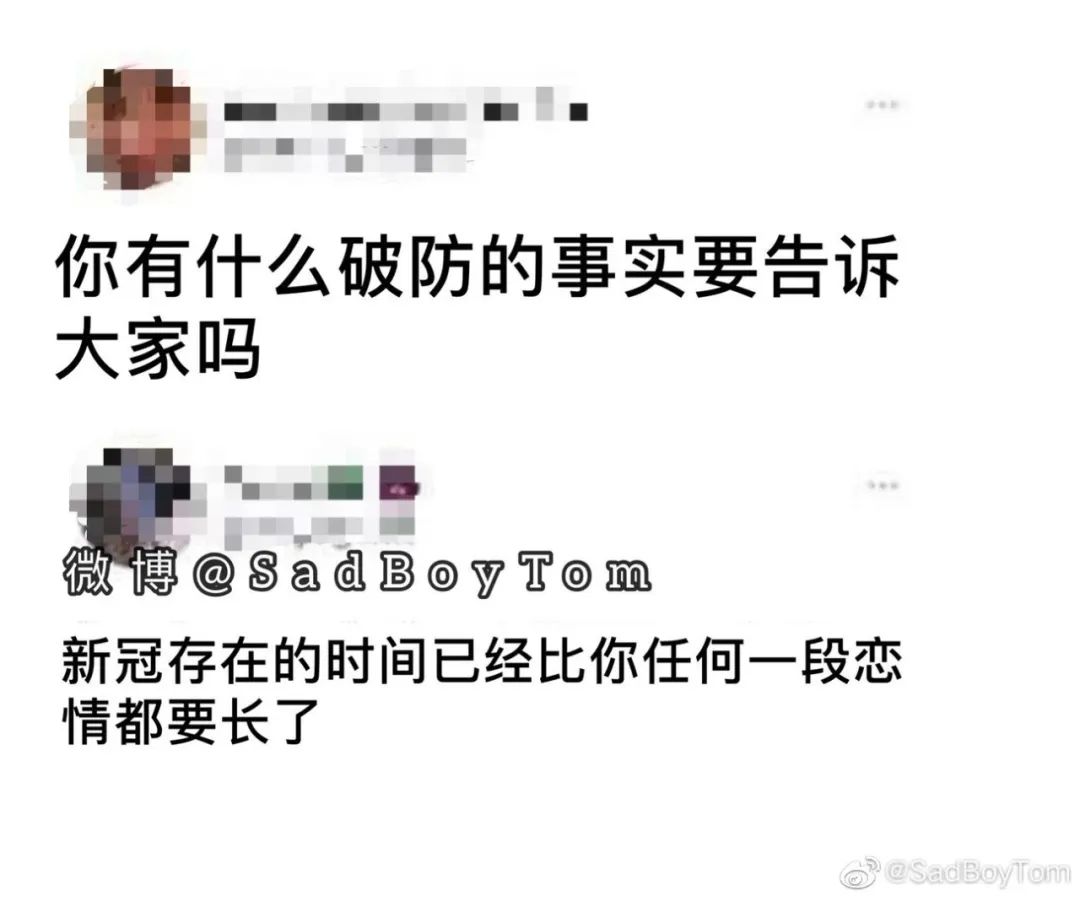 你有什么破防的事实要告诉
大家吗
微博@SadBoyTom
新冠存在的时间已经比你任何一段恋
情都要长了
@SadBoyTom